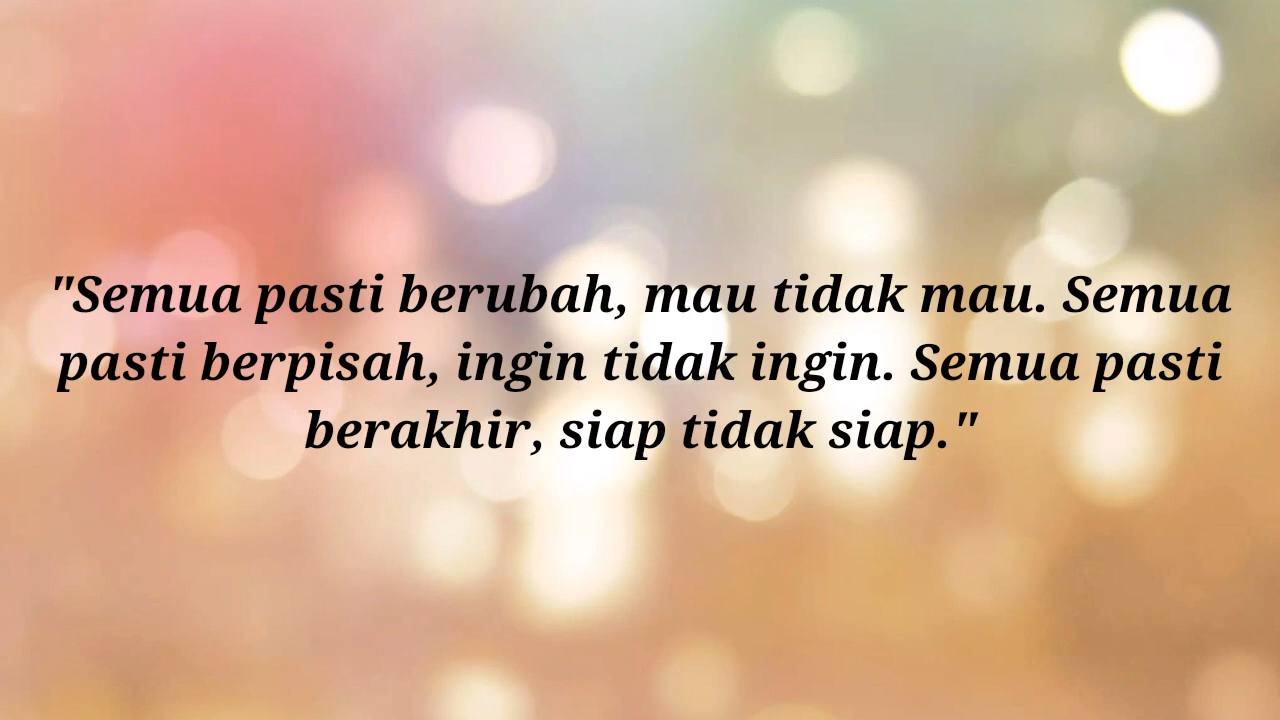 "Semua pasti berubah, mau tidak mau. Semua
pasti berpisah, ingin tidak ingin. Semua pasti
berakhir, siap tidak siap."